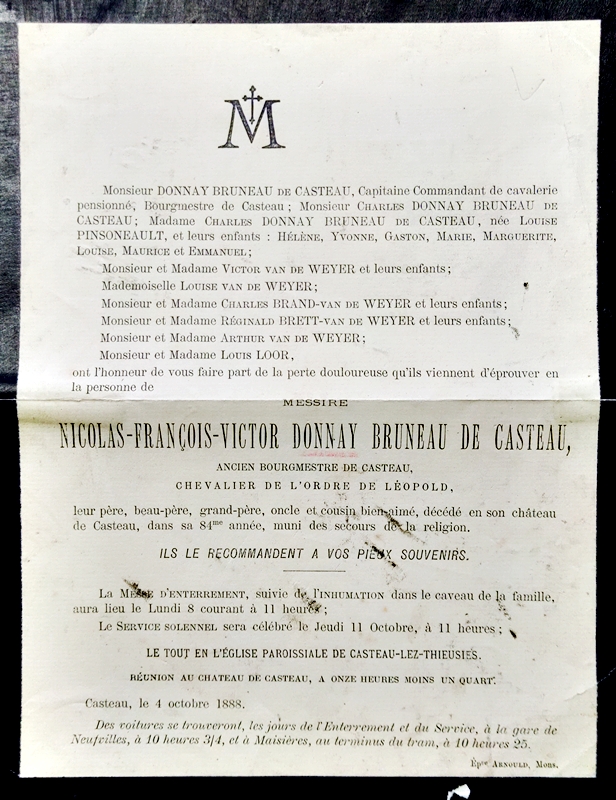 M
Monsieur DONNAY BRUNEAU DE CASTEAU, Capitaine Commandant de cavalerie
pensionné, Bourgmestre de Casteau ; Monsieur CHARLES DONNAY BRUNEAU DE
CASTEAU ; Madame CHARLES DONNAY BRUNEAU DE CASTEAU, née LOUISE
PINSONEAULT, et leurs enfants : HÉLÈNE, YVONNE, GASTON, MARIE, MARGUERITE,
LOUISE, MAURICE et EMMANUEL ;
Monsieur et Madame VICTOR VAN DE WEYER et leurs enfants ;
Mademoiselle LOUISE VAN DE WEYER ;
Monsieur et Madame CHARLES BRAND-VAN DE WEYER et leurs enfants ;
Monsieur et Madame RÉGINALD BRETT-VAN DE WEYER et leurs enfants ;
Monsieur et Madame ARTHUR VAN DE WEYER ;
Monsieur et Madame LOUIS LOOR,
ont l'honneur de vous faire part de la perte douloureuse qu'ils viennent d'éprouver en
la personne de
MESSIRE
NICOLAS-FRANÇOIS-VICTOR DONNAY BRUNEAU DE CASTEAU,
ANCIEN BOURGMESTRE DE CASTEAU,
CHEVALIER DE L'ORDRE DE LÉOPOLD,
leur père, beau-père, grand-père, oncle et cousin bien-aimé, décédé en son château
de Casteau, dans sa 84me année, muni des secours de la religion.
ILS LE RECOMMANDENT A VOS PIEUX SOUVENIRS.
LA MESSE D'ENTERREMENT, suivie de l'INHUMATION dans le caveau de la famille,
aura lieu le Lundi 8 courant à 11 heures ;
Le SERVICE SOLENNEL sera célébré le Jeudi 11 Octobre, à 11 heures ;
LE TOUT EN L'ÉGLISE PAROISSIALE DE CASTEAU-LEZ-THIEUSIES.
RÉUNION AU CHATEAU DE CASTEAU, A ONZE HEURES MOINS UN QUART.
Casteau, le 4 octobre 1888.
Des voitures se trouveront, les jours de l'Enterrement et du Service, à la gare de
Neufvilles, à 10 heures 3/4, et à Maisières, au terminus du tram, à 10 heures 25.
Épse ARNOULD, Mons.